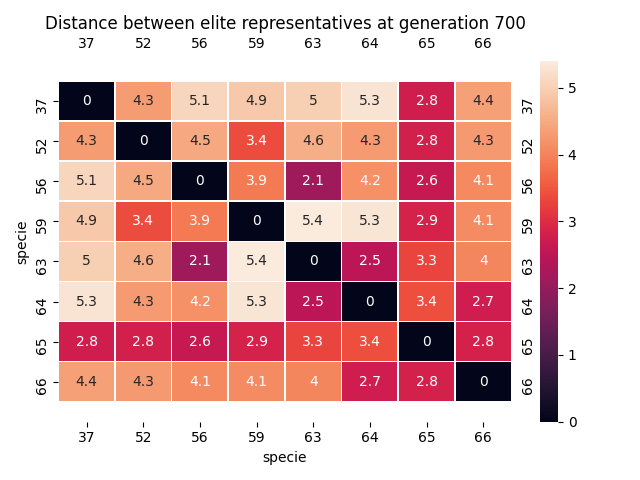 Distance between elite representatives at generation 700
37 52 56 59 63 64 65 66
37 0 4.3 5.1 4.9 5 5.3 2.8 4.4 37
52 4.3 0 4.5 3.4 4.6 4.3 2.8 4.3 52
56 5.1 4.5 0 3.9 2.1 4.2 2.6 4.1 56
59 4.9 3.4 3.9 0 5.4 5.3 2.9 4.1 59
63 5 4.6 2.1 5.4 0 2.5 3.3 4 63
64 5.3 4.3 4.2 5.3 2.5 0 3.4 2.7 64
65 2.8 2.8 2.6 2.9 3.3 3.4 0 2.8 65
66 4.4 4.3 4.1 4.1 4 2.7 2.8 0 66
37 52 56 59 63 64 65 66
specie
specie
5
4
3
2
1
0